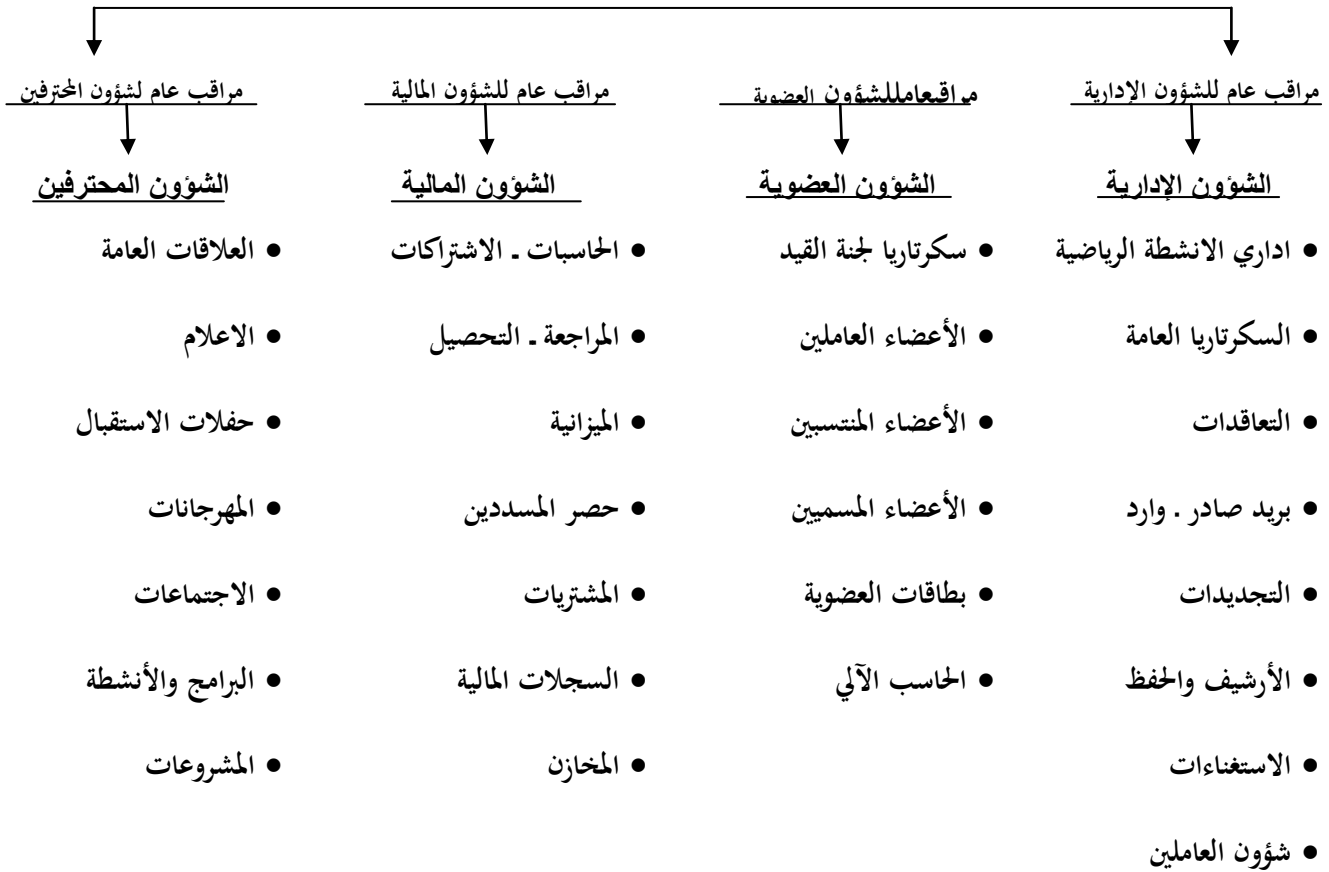 مراقب عام للشؤون الإدارية
مراقبعامللشؤون العضوية
مراقب عام للشؤون المالية
مراقب عام لشؤون المحترفين
الشؤون الإدارية
● اداري الانشطة الرياضية
● السكرتاريا العامة
● التعاقدات
● بريد صادر . وارد
● التجديدات
● الأرشيف والحفظ
● الاستغناءات
● شؤون العاملين
الشؤون العضوية
● سكرتاريا لجنة القيد
● الأعضاء العاملين
● الأعضاء المنتسبين
● الأعضاء المسميين
● بطاقات العضوية
● الحاسب الآلي
الشؤون المالية
● الحاسبات ـ الاشتراكات
● المراجعة ـ التحصيل
● الميزانية
● حصر المسددين
● المشتريات
● السجلات المالية
● المخازن
الشؤون المحترفين
● العلاقات العامة
● الاعلام
● حفلات الاستقبال
● المهرجانات
● الاجتماعات
● البرامج والأنشطة
● المشروعات